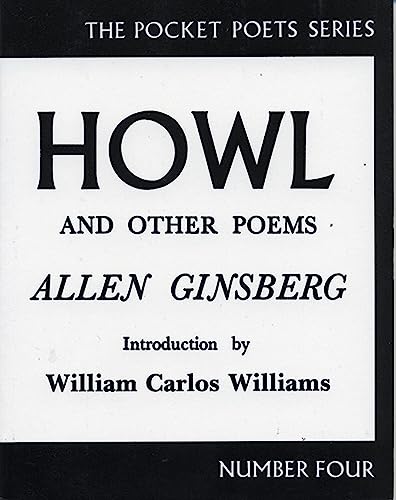 THE POCKET POETS SERIES
HOWL
AND OTHER POEMS
ALLEN GINSBERG
Introduction by
William Carlos Williams
NUMBER FOUR